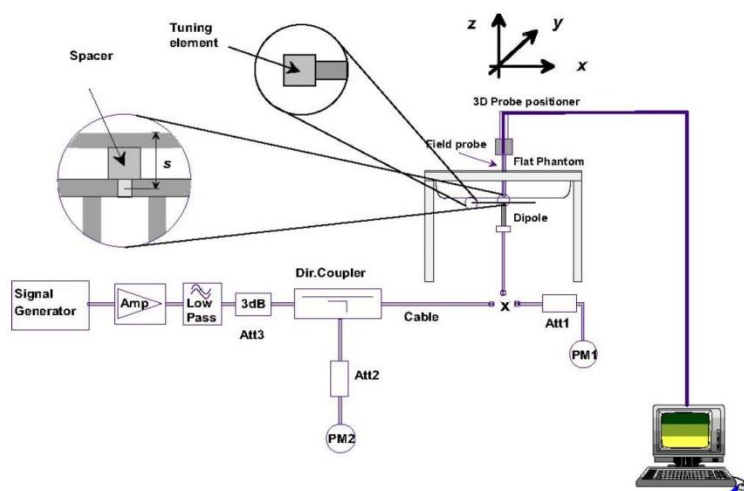 Tuning
element
Spacer
z
y
x
3D Probe positioner
Field probe
Flat Phantom
s
Dipole
Dir.Coupler
Signal
Generator
Amp
Low
Pass
3dB
Att3
Cable
x
Att1
PM1
Att2
PM2